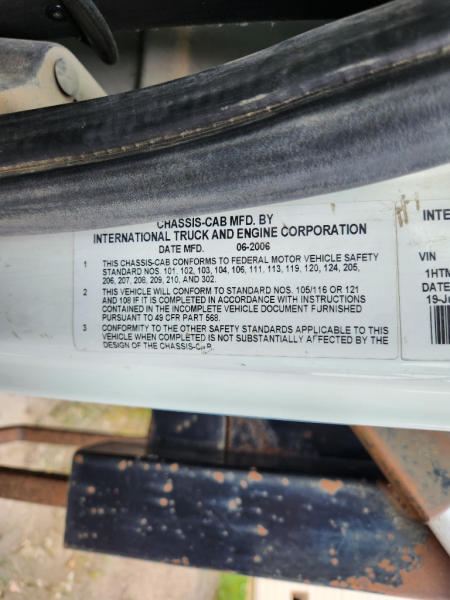 CHASSIS-CAB MFD. BY
INTERNATIONAL TRUCK AND ENGINE CORPORATION
DATE MFD. 06-2006
1 THIS CHASSIS-CAB CONFORMS TO FEDERAL MOTOR VEHICLE SAFETY
STANDARD NOS. 101, 102, 103, 104, 106, 111, 113, 119, 120, 124, 205,
206, 207, 208, 209, 210, AND 302.
2 THIS VEHICLE WILL CONFORM TO STANDARD NOS. 105/116 OR 121
AND 108 IF IT IS COMPLETED IN ACCORDANCE WITH INSTRUCTIONS
CONTAINED IN THE INCOMPLETE VEHICLE DOCUMENT FURNISHED
PURSUANT TO 49 CFR PART 568.
3 CONFORMITY TO THE OTHER SAFETY STANDARDS APPLICABLE TO THIS
VEHICLE WHEN COMPLETED IS NOT SUBSTANTIALLY AFFECTED BY THE
DESIGN OF THE CHASSIS-CAB.
INTE
VIN
1HTM
DATE
19-Ju